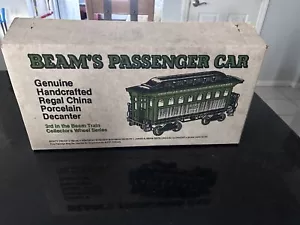 BEAM'S PASSENGER CAR
Genuine
Handcrafted
Regal China
Porcelain
Decanter
3rd in the Beam Train
Collectors Wheel Series